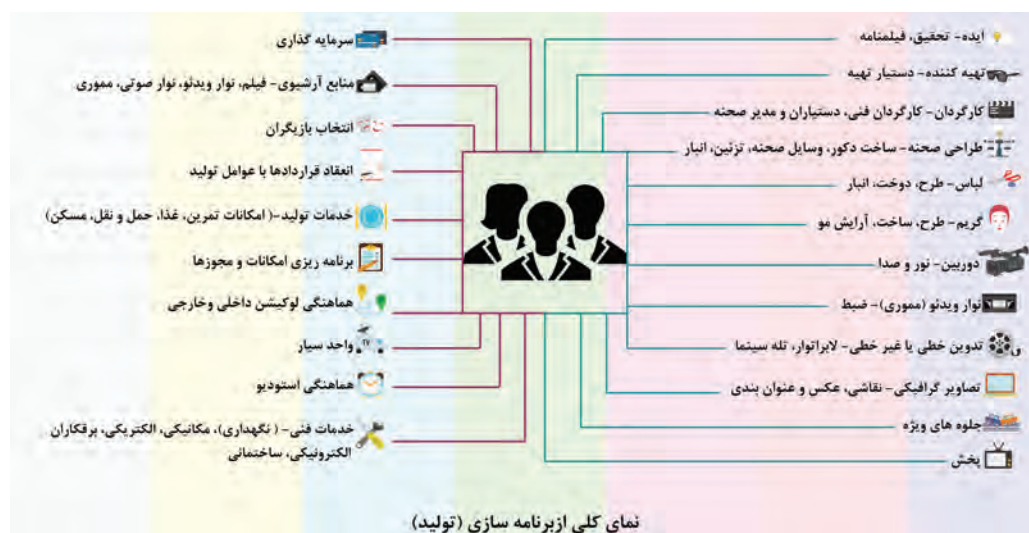 ایده- تحقیق، فیلمنامه
تهیه کننده- دستیار تهیه
کارگردان- کارگردان فنی، دستیاران و مدیر صحنه
طراحی صحنه- ساخت دکور، وسایل صحنه، تزئین، انبار
لباس- طرح، دوخت، انبار
گریم- طرح، ساخت، آرایش مو
دوربین- نور و صدا
نوار ویدئو (مموری)- ضبط
تدوین خطی یا غیر خطی- لابراتوار، تله سینما
تصاویر گرافیکی- نقاشی، عکس و عنوان بندی
جلوه های ویژه
پخش
سرمایه گذاری
منابع آرشیوی- فیلم، نوار ویدئو، نوار صوتی، مموری
انتخاب بازیگران
انعقاد قراردادها با عوامل تولید
خدمات تولید-( امکانات تمرین، غذا، حمل و نقل، مسکن)
برنامه ریزی امکانات و مجوزها
هماهنگی لوکیشن داخلی وخارجی
واحد سیار
TV
هماهنگی استودیو
خدمات فنی- ( نگهداری)، مکانیکی، الکتریکی، برقکاران
الکترونیکی، ساختمانی
نمای کلی ازبرنامه سازی (تولید)